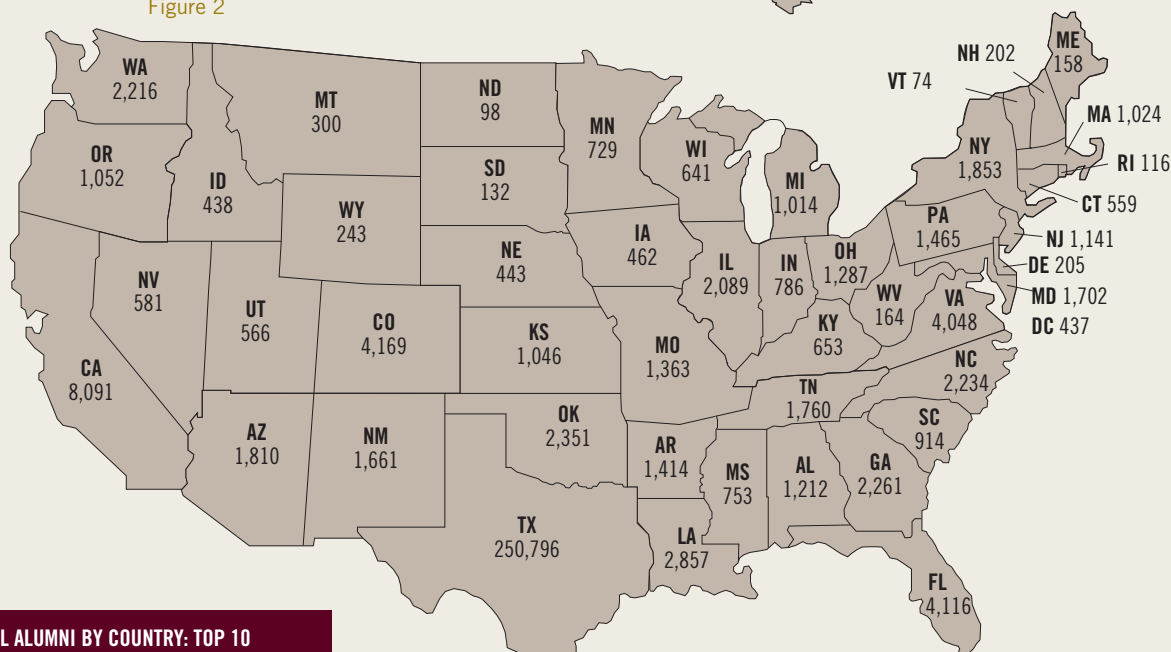 Figure 2
ME
158
NH 202
VT 74
WA
2,216
MT
300
ND
98
MN
729
MA 1,024
OR
1,052
ID
438
SD
132
WI
641
MI
1,014
NY
1,853
RI 116
CT 559
WY
243
PA
1,465
NJ 1,141
DE 205
MD 1,702
DC 437
NV
581
UT
566
CO
4,169
NE
443
IA
462
IL
2,089
IN
786
OH
1,287
WV
164
VA
4,048
KS
1,046
MO
1,363
KY
653
CA
8,091
NC
2,234
TN
1,760
AZ
1,810
NM
1,661
OK
2,351
AR
1,414
SC
914
MS
753
AL
1,212
GA
2,261
TX
250,796
LA
2,857
FL
4,116
L ALUMNI BY COUNTRY: TOP 10